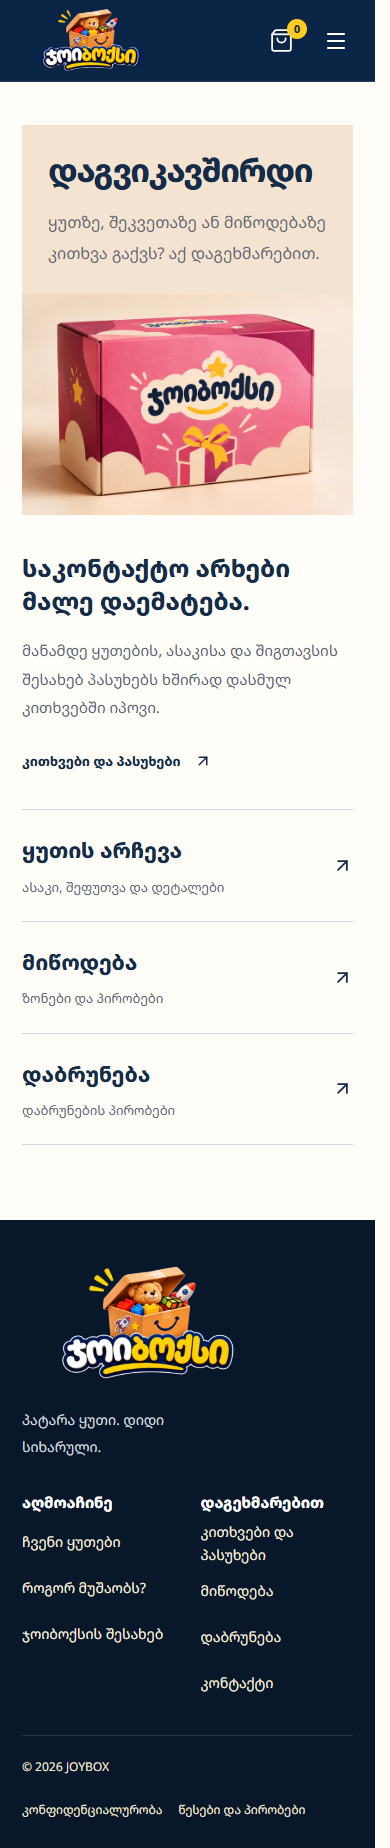 ჯოიბოქსი
0
დაგვიკავშირდი
ყუთზე, შეკვეთაზე ან მიწოდებაზე
კითხვა გაქვს? აქ დაგეხმარებით.
ჯოიბოქსი
ჯოიბოქსი
საკონტაქტო არხები
მალე დაემატება.
მანამდე ყუთების, ასაკისა და შიგთავსის
შესახებ პასუხებს ხშირად დასმულ
კითხვებში იპოვი.
კითხვები და პასუხები
ყუთის არჩევა
ასაკი, შეფუთვა და დეტალები
მიწოდება
ზონები და პირობები
დაბრუნება
დაბრუნების პირობები
ჯოიბოქსი
პატარა ყუთი. დიდი
სიხარული.
აღმოაჩინე
ჩვენი ყუთები
როგორ მუშაობს?
ჯოიბოქსის შესახებ
დაგეხმარებით
კითხვები და
პასუხები
მიწოდება
დაბრუნება
კონტაქტი
© 2026 JOYBOX
კონფიდენციალურობა წესები და პირობები